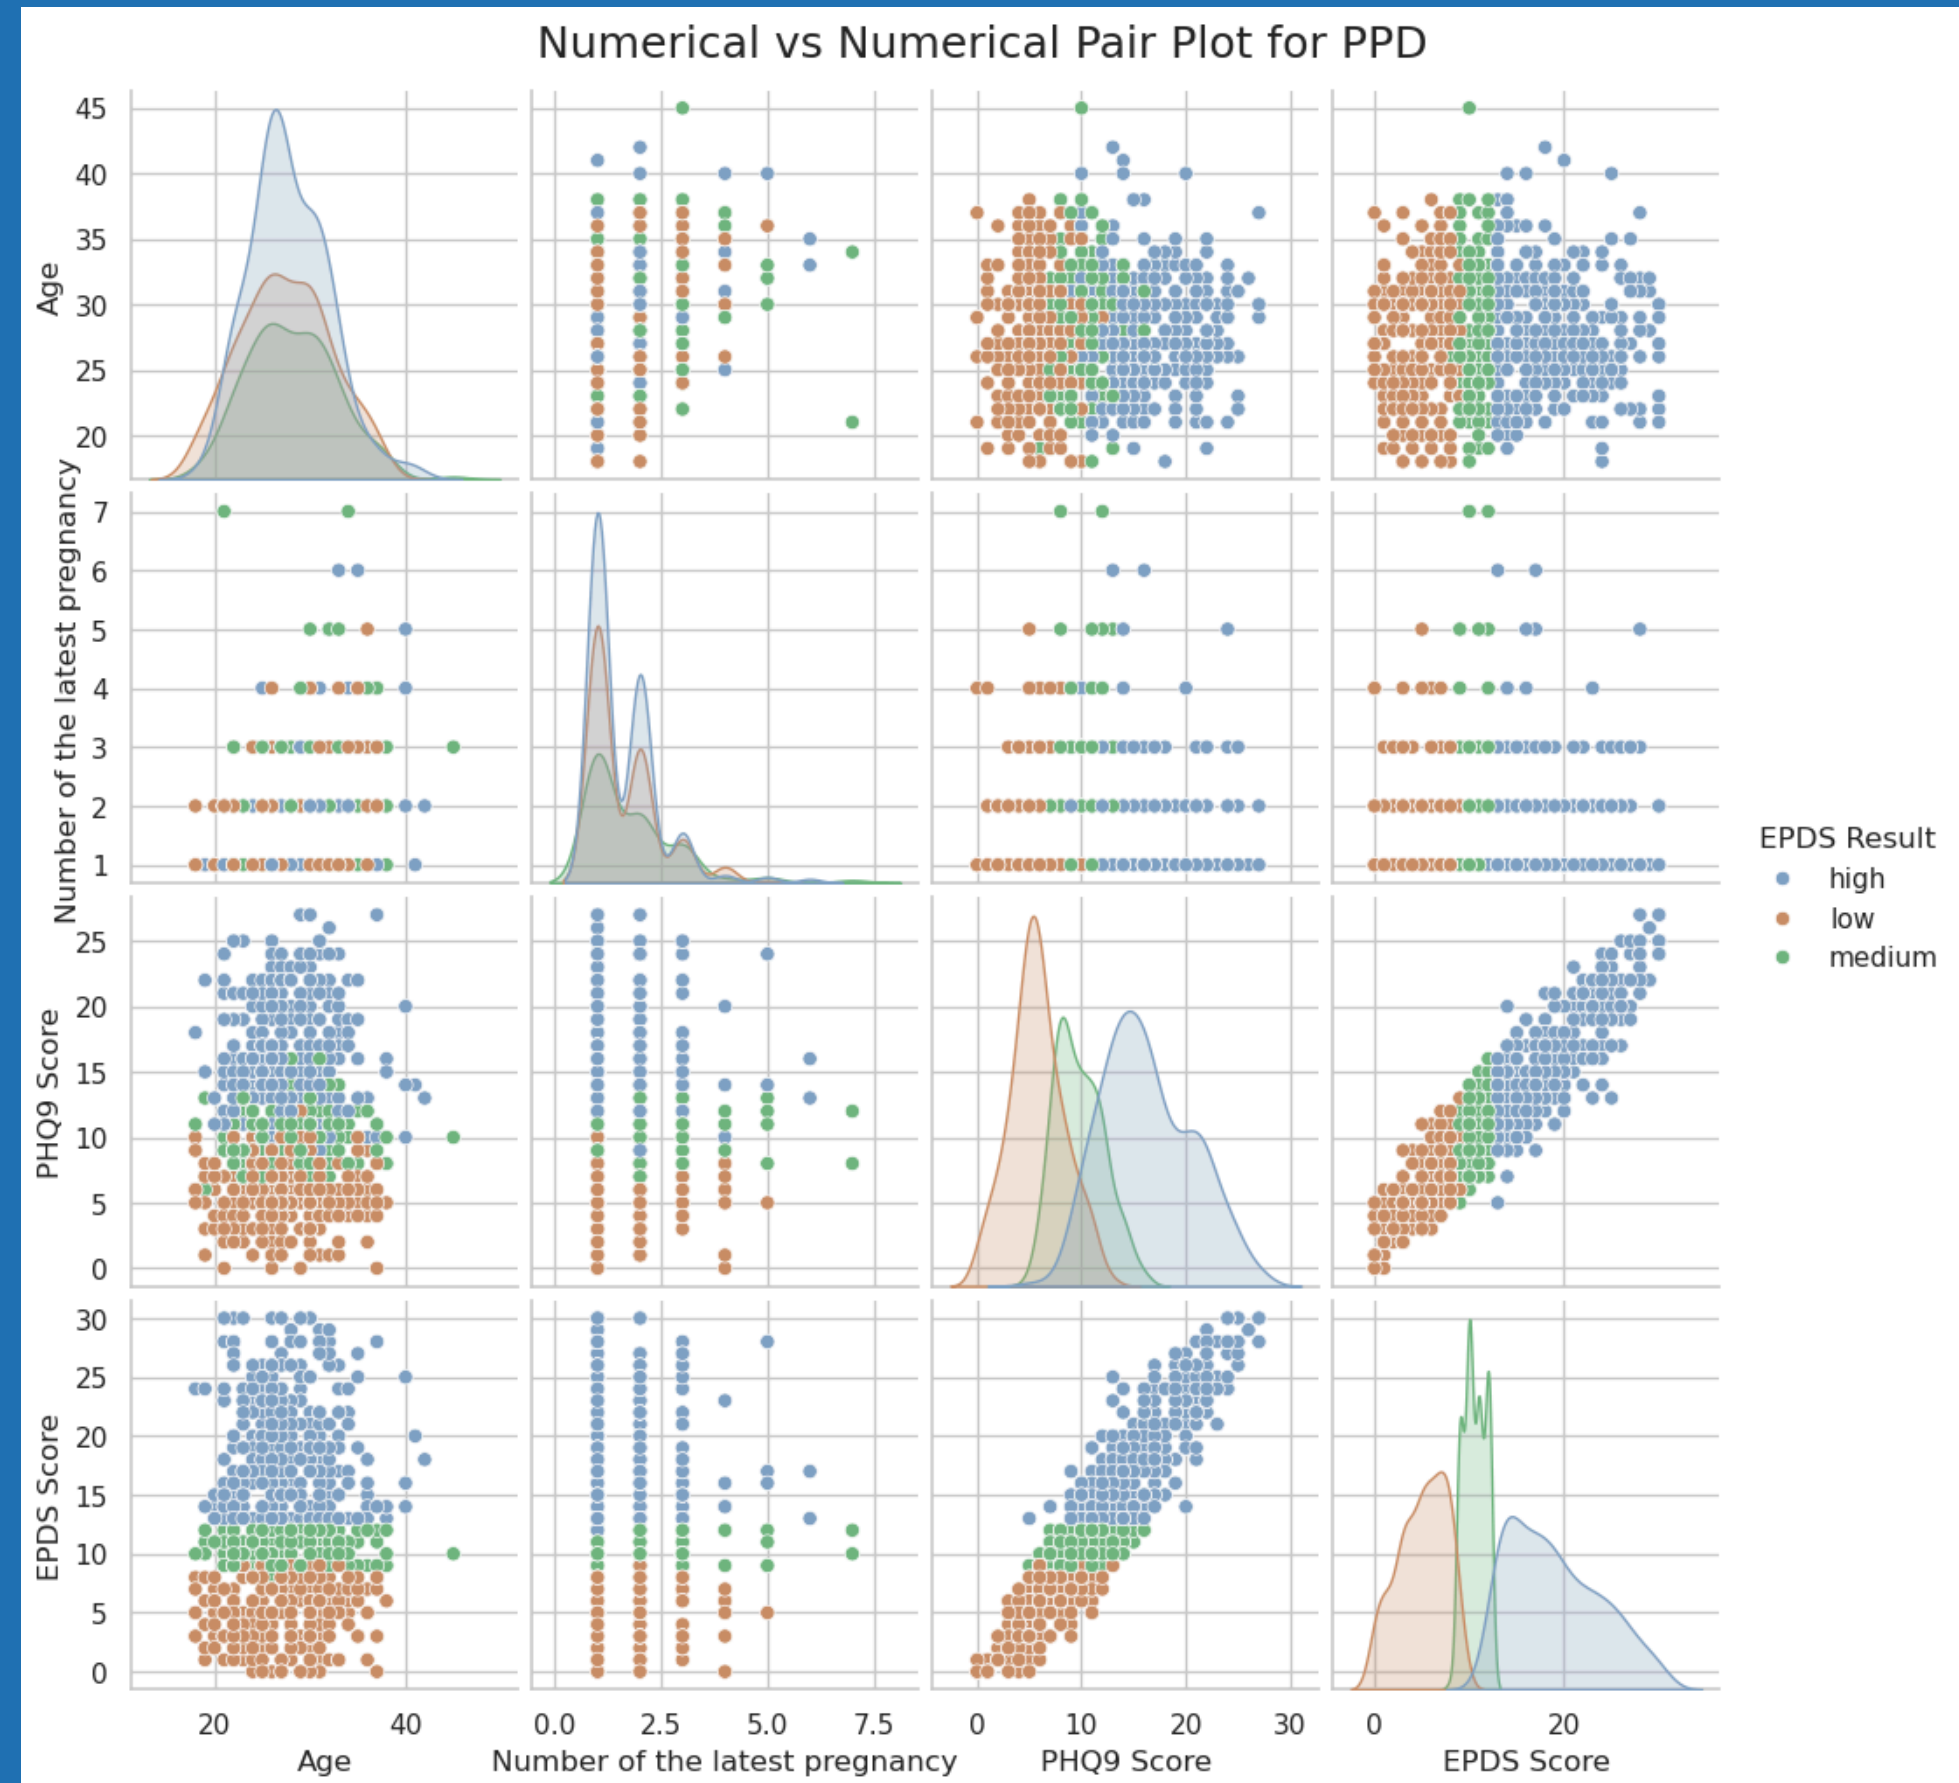 Numerical vs Numerical Pair Plot for PPD
45
40
35
30
25
20
Age
7
6
5
4
3
2
1
Number of the latest pregnancy
25
20
15
10
5
0
PHQ9 Score
30
25
20
15
10
5
0
EPDS Score
20 40
Age
0.0 2.5 5.0 7.5
Number of the latest pregnancy
0 10 20 30
PHQ9 Score
0 20
EPDS Score
EPDS Result
high
low
medium